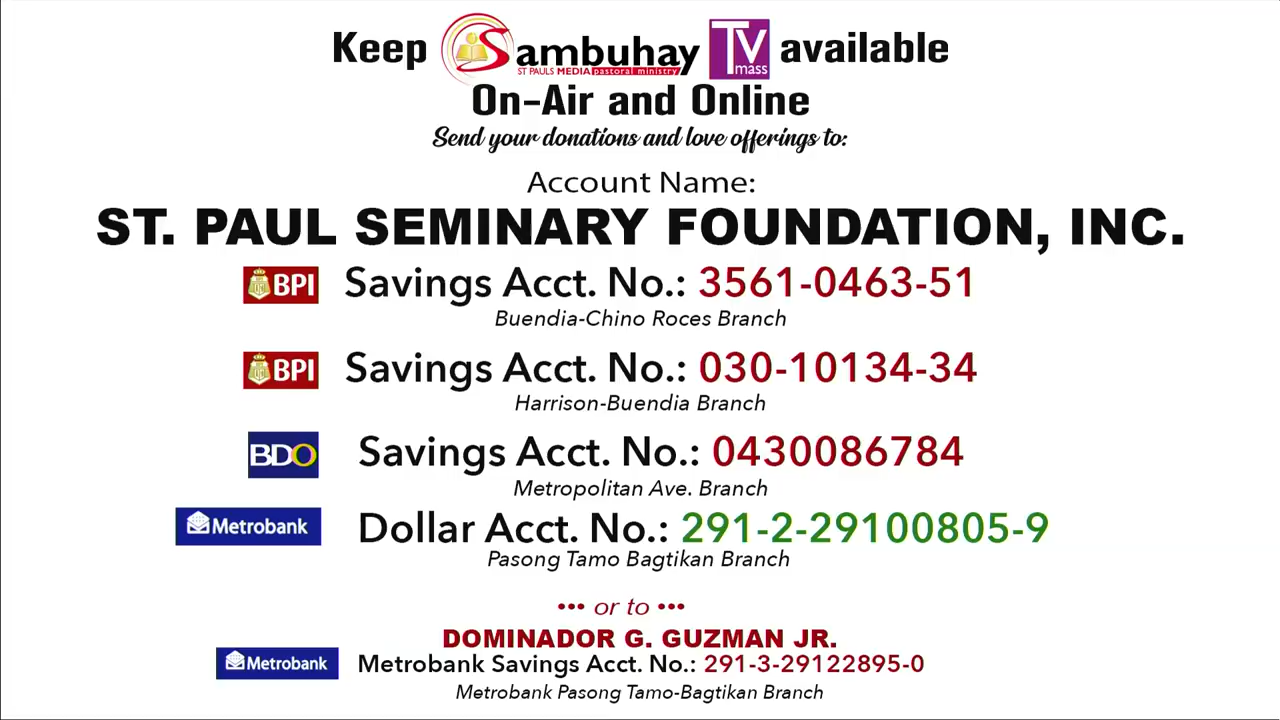 Keep Sambuhay TV mass available
ST PAULS MEDIA pastoral ministry
On-Air and Online
Send your donations and love offerings to:
Account Name:
ST. PAUL SEMINARY FOUNDATION, INC.
BPI Savings Acct. No.: 3561-0463-51
Buendia-Chino Roces Branch
BPI Savings Acct. No.: 030-10134-34
Harrison-Buendia Branch
BDO Savings Acct. No.: 0430086784
Metropolitan Ave. Branch
Metrobank Dollar Acct. No.: 291-2-29100805-9
Pasong Tamo Bagtikan Branch
••• or to •••
DOMINADOR G. GUZMAN JR.
Metrobank Metrobank Savings Acct. No.: 291-3-29122895-0
Metrobank Pasong Tamo-Bagtikan Branch